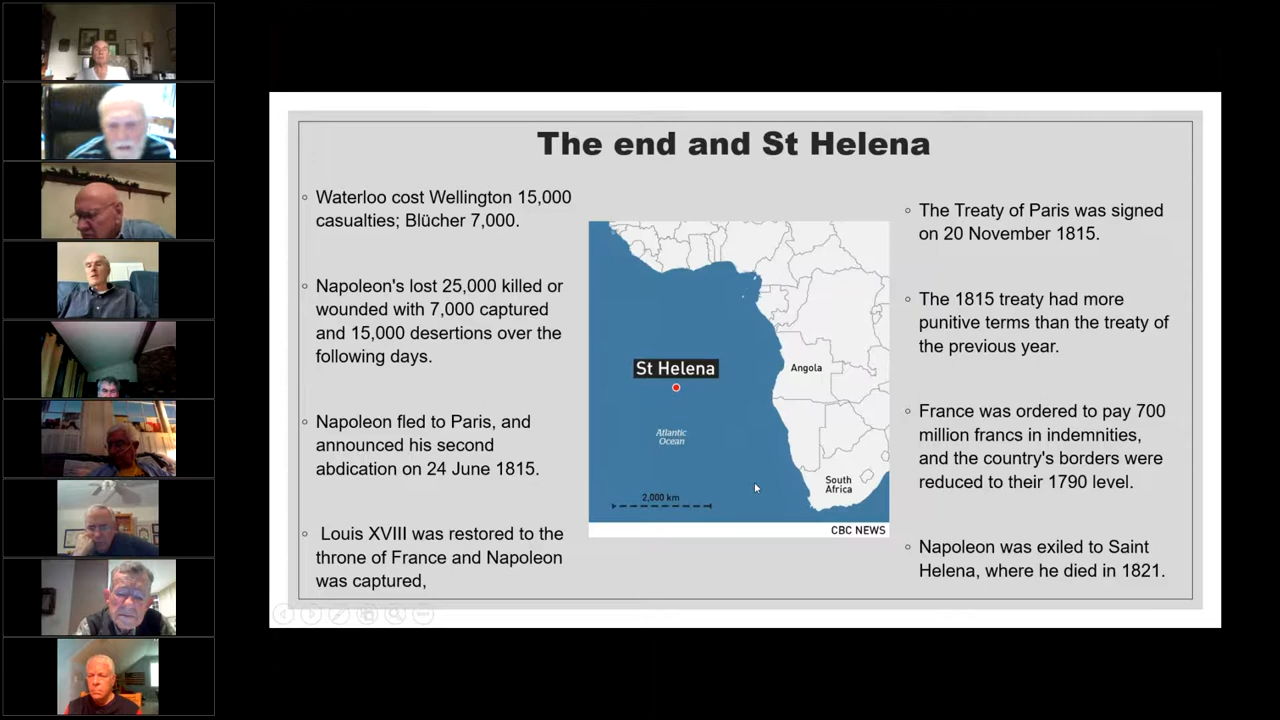 The end and St Helena
Waterloo cost Wellington 15,000
casualties; Blücher 7,000.
Napoleon's lost 25,000 killed or
wounded with 7,000 captured
and 15,000 desertions over the
following days.
Napoleon fled to Paris, and
announced his second
abdication on 24 June 1815.
Louis XVIII was restored to the
throne of France and Napoleon
was captured,
St Helena
Angola
Atlantic
Ocean
South
Africa
2,000 km
CBC NEWS
The Treaty of Paris was signed
on 20 November 1815.
The 1815 treaty had more
punitive terms than the treaty of
the previous year.
France was ordered to pay 700
million francs in indemnities,
and the country's borders were
reduced to their 1790 level.
Napoleon was exiled to Saint
Helena, where he died in 1821.